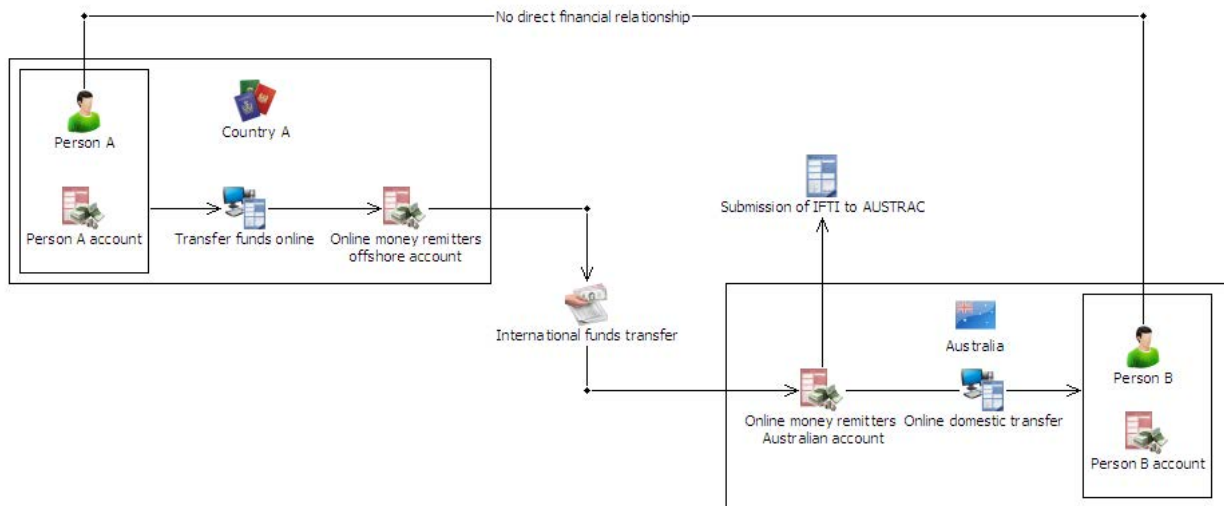 No direct financial relationship
Person A
Country A
Person A account
Transfer funds online
Online money remitters
offshore account
Submission of IFTI to AUSTRAC
International funds transfer
Australia
Person B
Online money remitters
Australian account
Online domestic transfer
Person B account